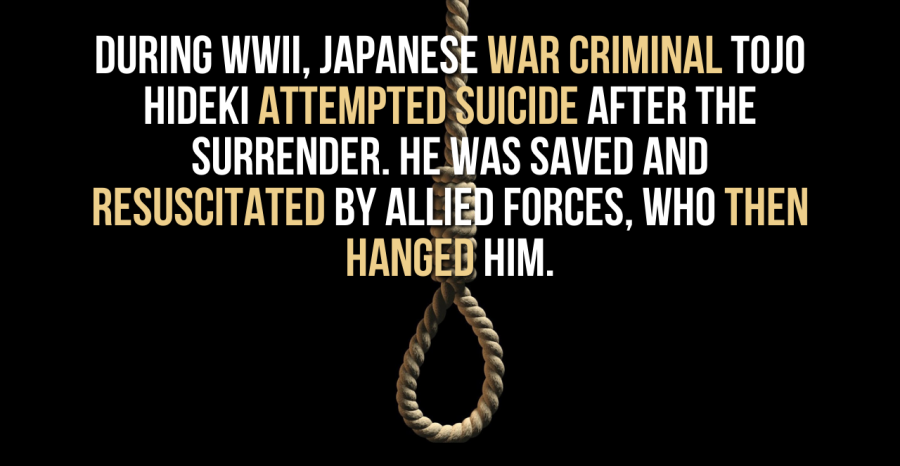 DURING WWII, JAPANESE WAR CRIMINAL TOJO
HIDEKI ATTEMPTED SUICIDE AFTER THE
SURRENDER. HE WAS SAVED AND
RESUSCITATED BY ALLIED FORCES, WHO THEN
HANGED HIM.